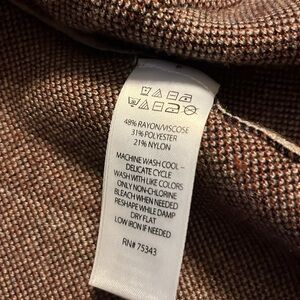 48% RAYON/VISCOSE
31% POLYESTER
21% NYLON
MACHINE WASH COOL –
DELICATE CYCLE
WASH WITH LIKE COLORS
ONLY NON-CHLORINE
BLEACH WHEN NEEDED
RESHAPE WHILE DAMP
DRY FLAT
LOW IRON IF NEEDED
RN# 75343